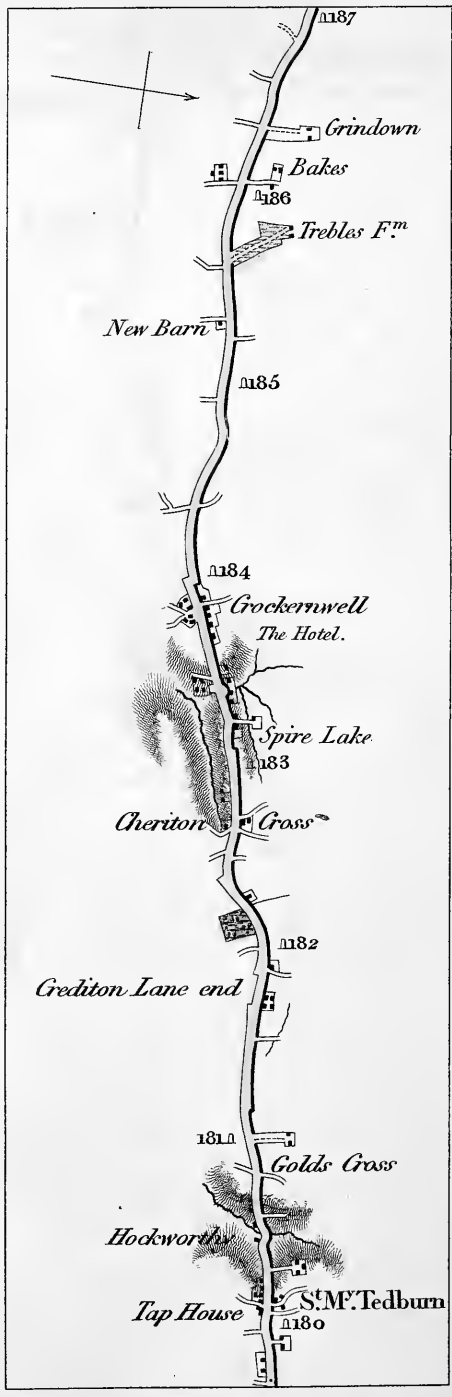 187
Grindown
Bakes
186
Trebles F.m
New Barn
185
184
Crockernwell
The Hotel.
Spire Lake
183
Cheriton Cross
182
Crediton Lane end
181
Golds Cross
Hockworthy
St. My. Tedburn
Tap House
180